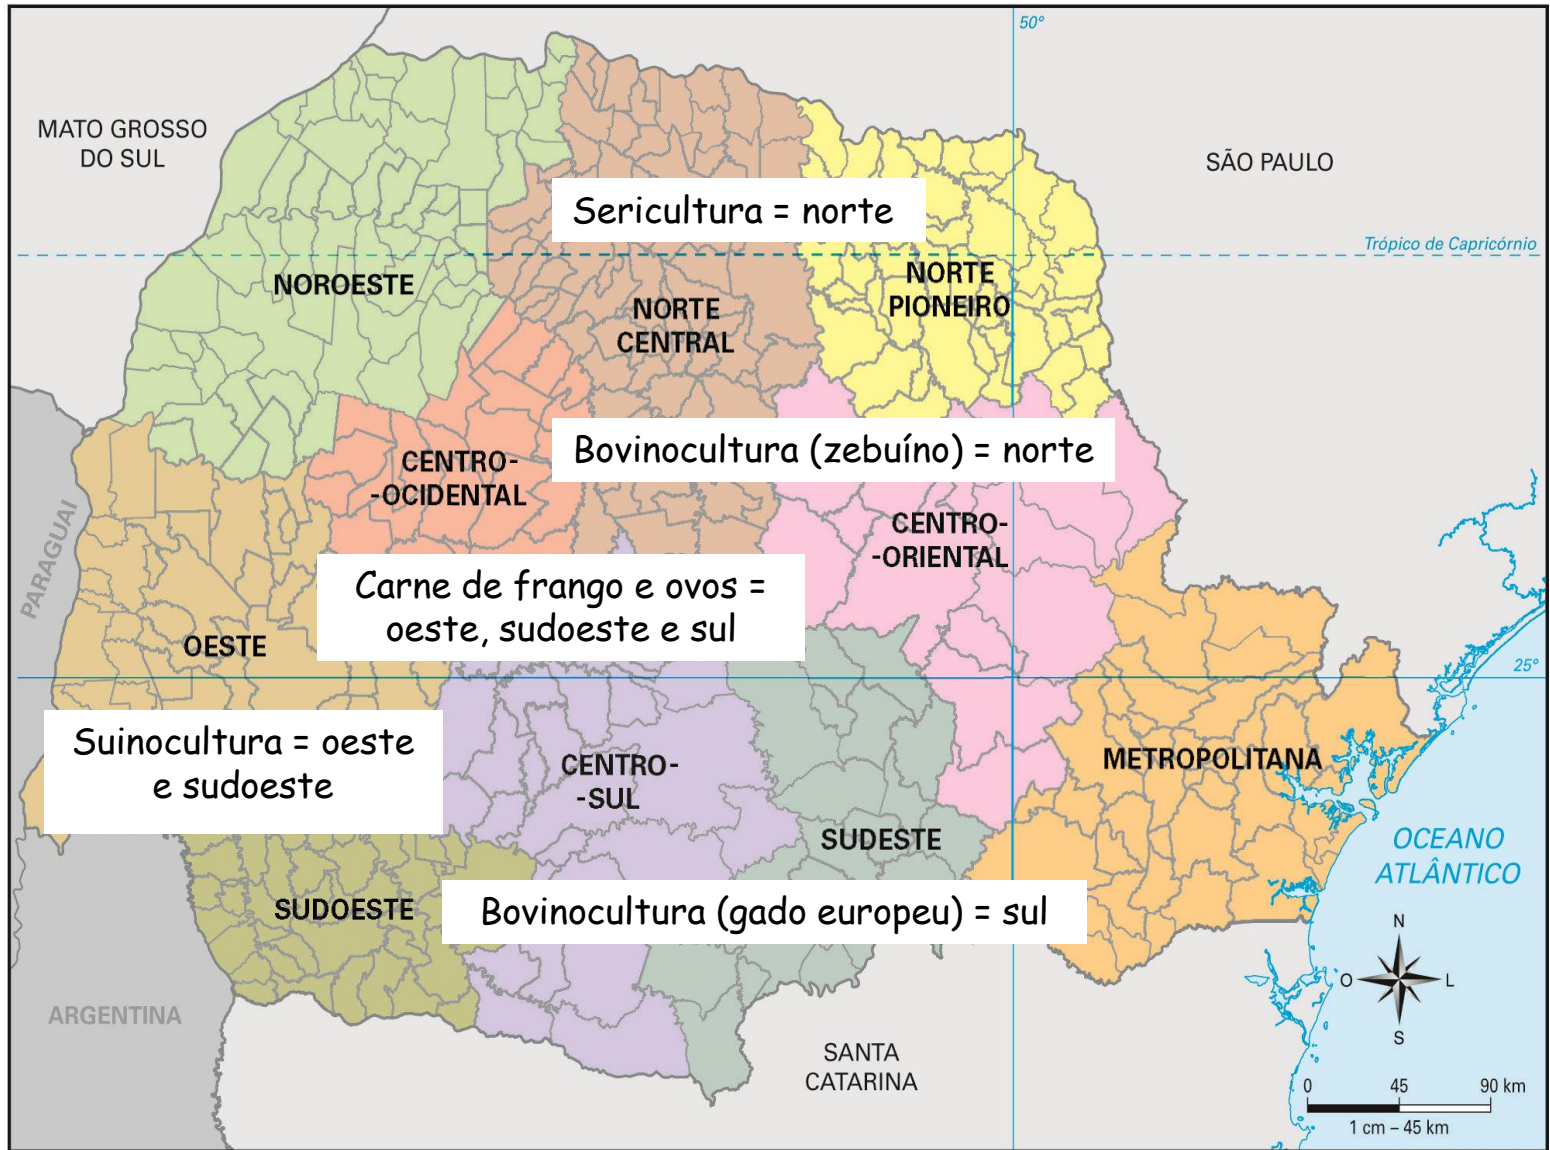 50º
MATO GROSSO
DO SUL
SÃO PAULO
Sericultura = norte
Trópico de Capricórnio
NOROESTE
NORTE
PIONEIRO
NORTE
CENTRAL
Bovinocultura (zebuíno) = norte
CENTRO-
-OCIDENTAL
CENTRO-
-ORIENTAL
PARAGUAI
Carne de frango e ovos =
oeste, sudoeste e sul
OESTE
25º
Suinocultura = oeste
e sudoeste
CENTRO-
-SUL
METROPOLITANA
SUDESTE
OCEANO
ATLÂNTICO
SUDOESTE
Bovinocultura (gado europeu) = sul
N
O
L
S
ARGENTINA
SANTA
CATARINA
0 45 90 km
1 cm – 45 km